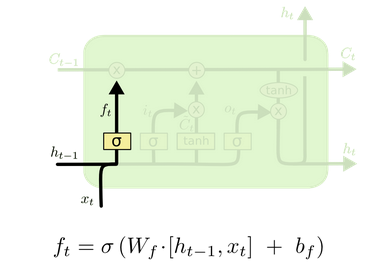 h_t
C_{t-1}
C_t
x
+
tanh
f_t
i_t
C̃_t
x
o_t
x
σ
σ
tanh
σ
h_{t-1}
h_t
x_t
f_t = σ (W_f · [h_{t-1}, x_t] + b_f)